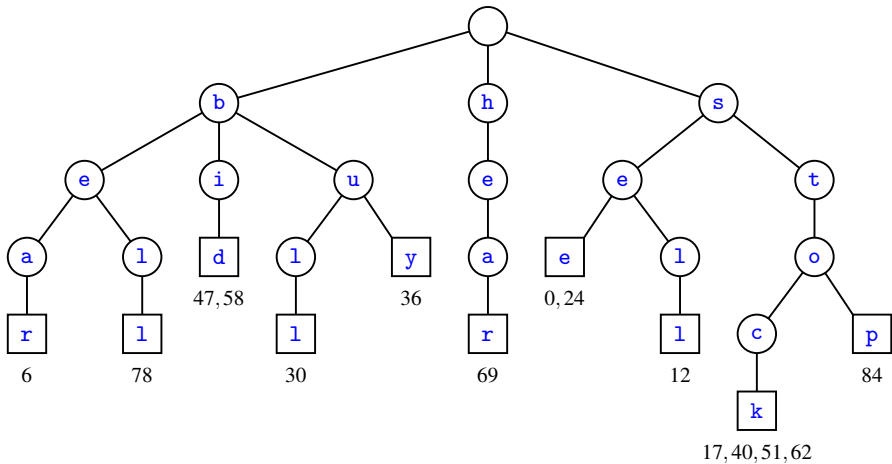 b h s
e i u e e t
a l d l y a e l o
47,58 36 0,24
r l l r l c p
6 78 30 69 12 84
k
17,40,51,62